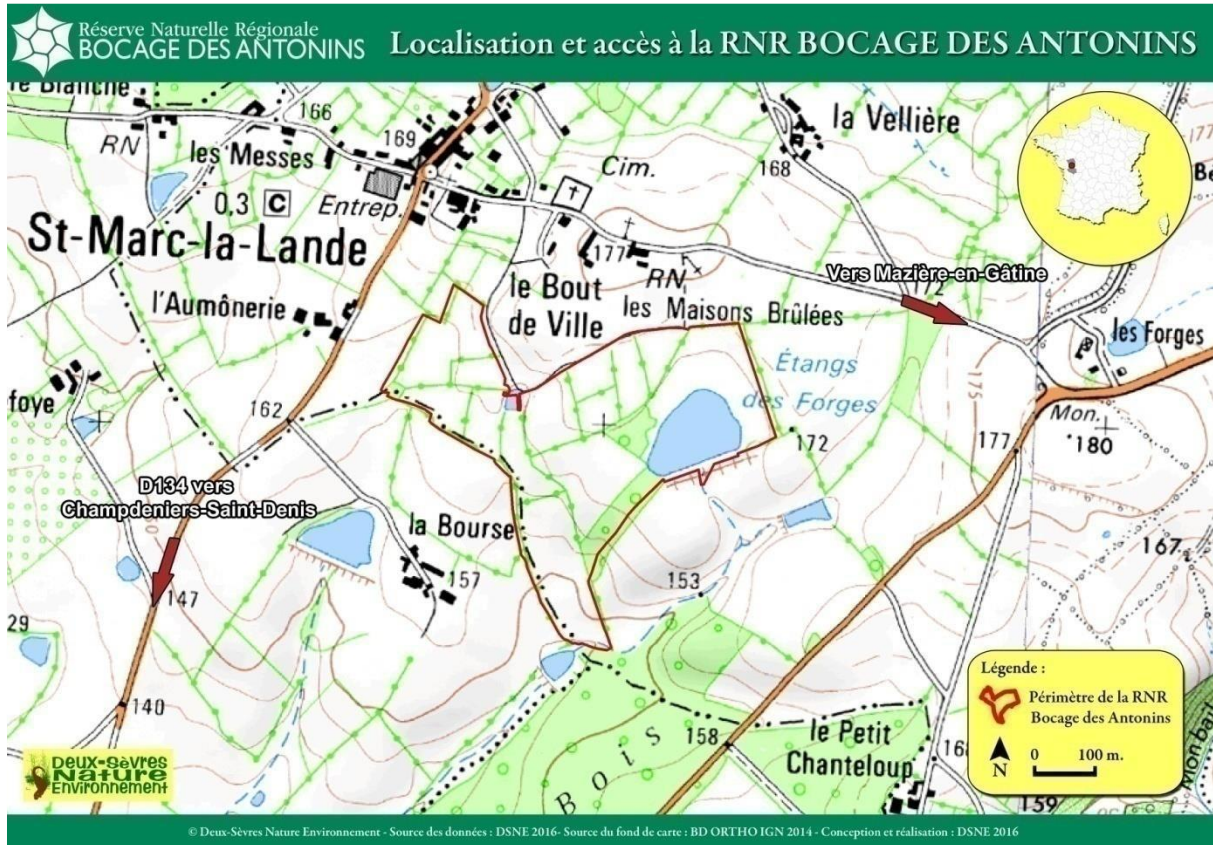 Réserve Naturelle Régionale
BOCAGE DES ANTONINS
Localisation et accès à la RNR BOCAGE DES ANTONINS
166
RN
169
les Messes
0,3 C
Entrep.
Cim.
la Vellière
168
St-Marc-la-Lande
177
RN
Vers Mazière-en-Gâtine
l'Aumônerie
le Bout
de Ville
les Maisons Brûlées
les Forges
175
Étangs
des Forges
foye
162
172
177
Mon.
180
D134 vers
Champdeniers-Saint-Denis
la Bourse
157
153
167
147
29
140
158
Bois
le Petit
Chanteloup
159
Légende :
Périmètre de la RNR
Bocage des Antonins
N
0 100 m.
Deux-Sèvres
Nature
Environnement
© Deux-Sèvres Nature Environnement - Source des données : DSNE 2016- Source du fond de carte : BD ORTHO IGN 2014 - Conception et réalisation : DSNE 2016